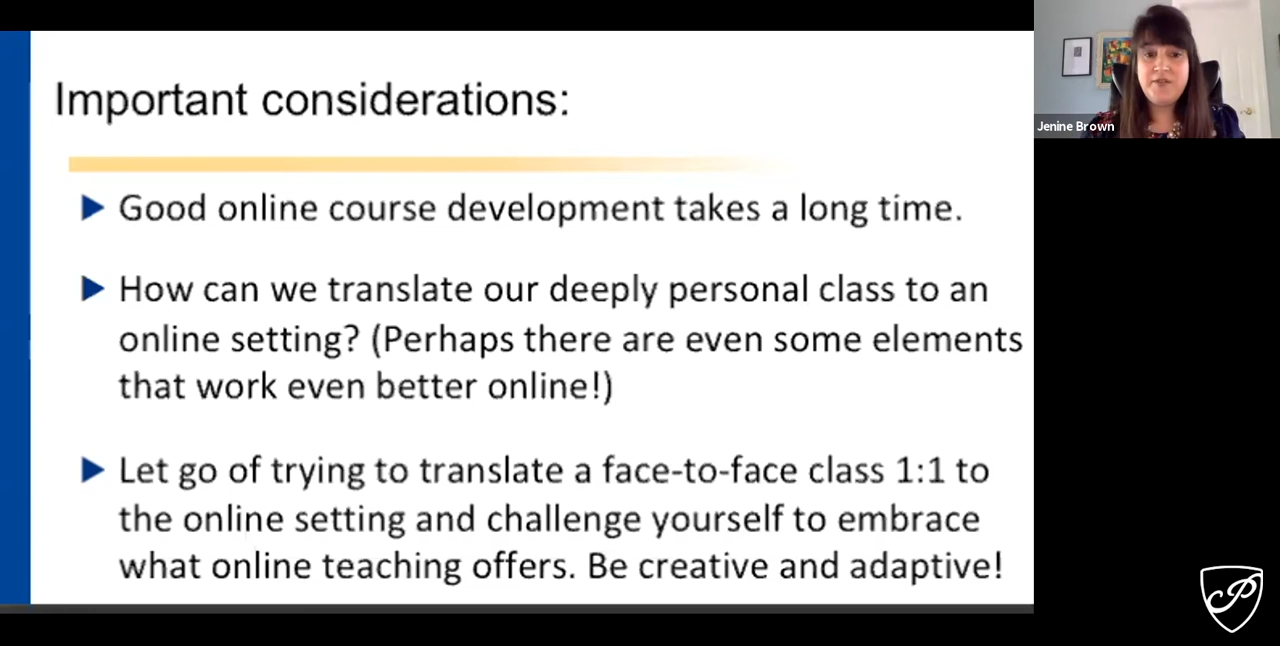 Important considerations:
Good online course development takes a long time.
How can we translate our deeply personal class to an
online setting? (Perhaps there are even some elements
that work even better online!)
Let go of trying to translate a face-to-face class 1:1 to
the online setting and challenge yourself to embrace
what online teaching offers. Be creative and adaptive!
Jenine Brown
P